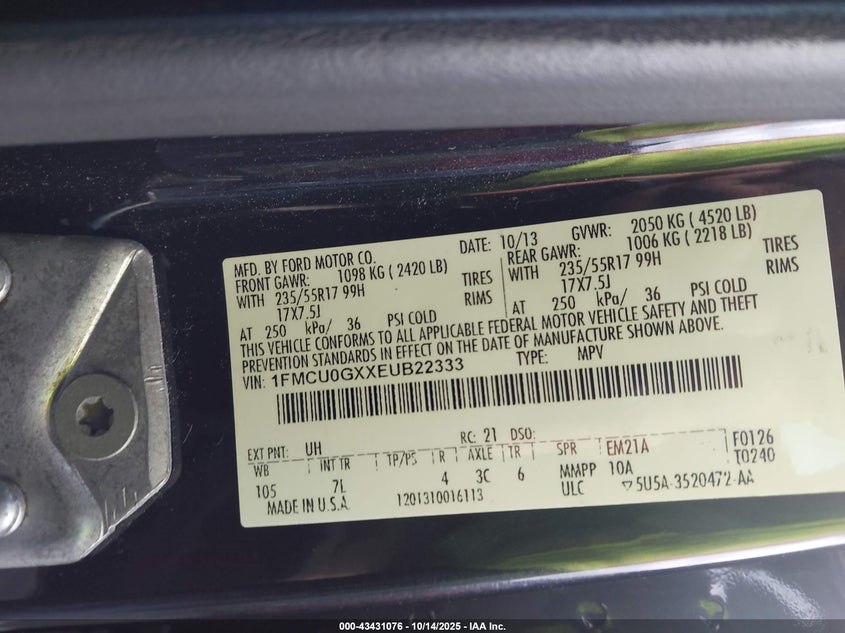 MFD. BY FORD MOTOR CO. DATE: 10/13 GVWR: 2050 KG ( 4520 LB)
FRONT GAWR: 1098 KG ( 2420 LB) REAR GAWR: 1006 KG ( 2218 LB)
WITH 235/55R17 99H TIRES WITH 235/55R17 99H TIRES
17X7.5J RIMS 17X7.5J RIMS
AT 250 kPa/ 36 PSI COLD AT 250 kPa/ 36 PSI COLD
THIS VEHICLE CONFORMS TO ALL APPLICABLE FEDERAL MOTOR VEHICLE SAFETY AND THEFT
PREVENTION STANDARDS IN EFFECT ON THE DATE OF MANUFACTURE SHOWN ABOVE.
VIN: 1FMCU0GXXEUB22333 TYPE: MPV
EXT PNT: UH RC: 21 DSO: F0126
WB INT TR TP/PS R AXLE TR SPR EM21A T0240
105 7L 4 3C 6 MMPP 10A
MADE IN U.S.A. 1201310016113 ULC ▽5U5A-3520472-AA
000-43431076 - 10/14/2025 - IAA Inc.